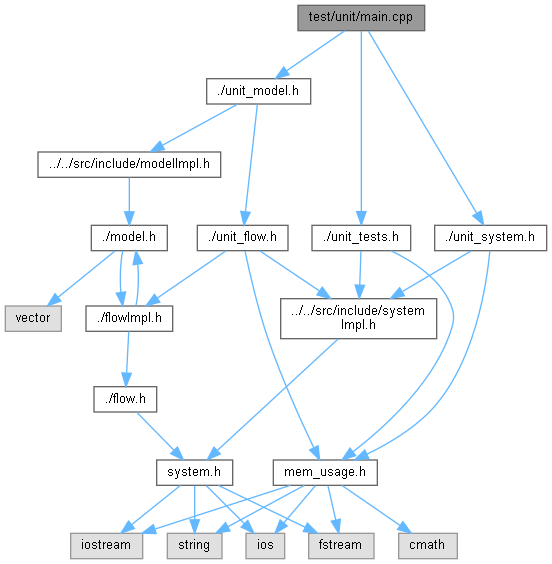 test/unit/main.cpp
./unit_model.h
../../src/include/modelImpl.h
./model.h
./unit_flow.h
./unit_tests.h
./unit_system.h
vector
./flowImpl.h
../../src/include/system
Impl.h
./flow.h
system.h
mem_usage.h
iostream
string
ios
fstream
cmath